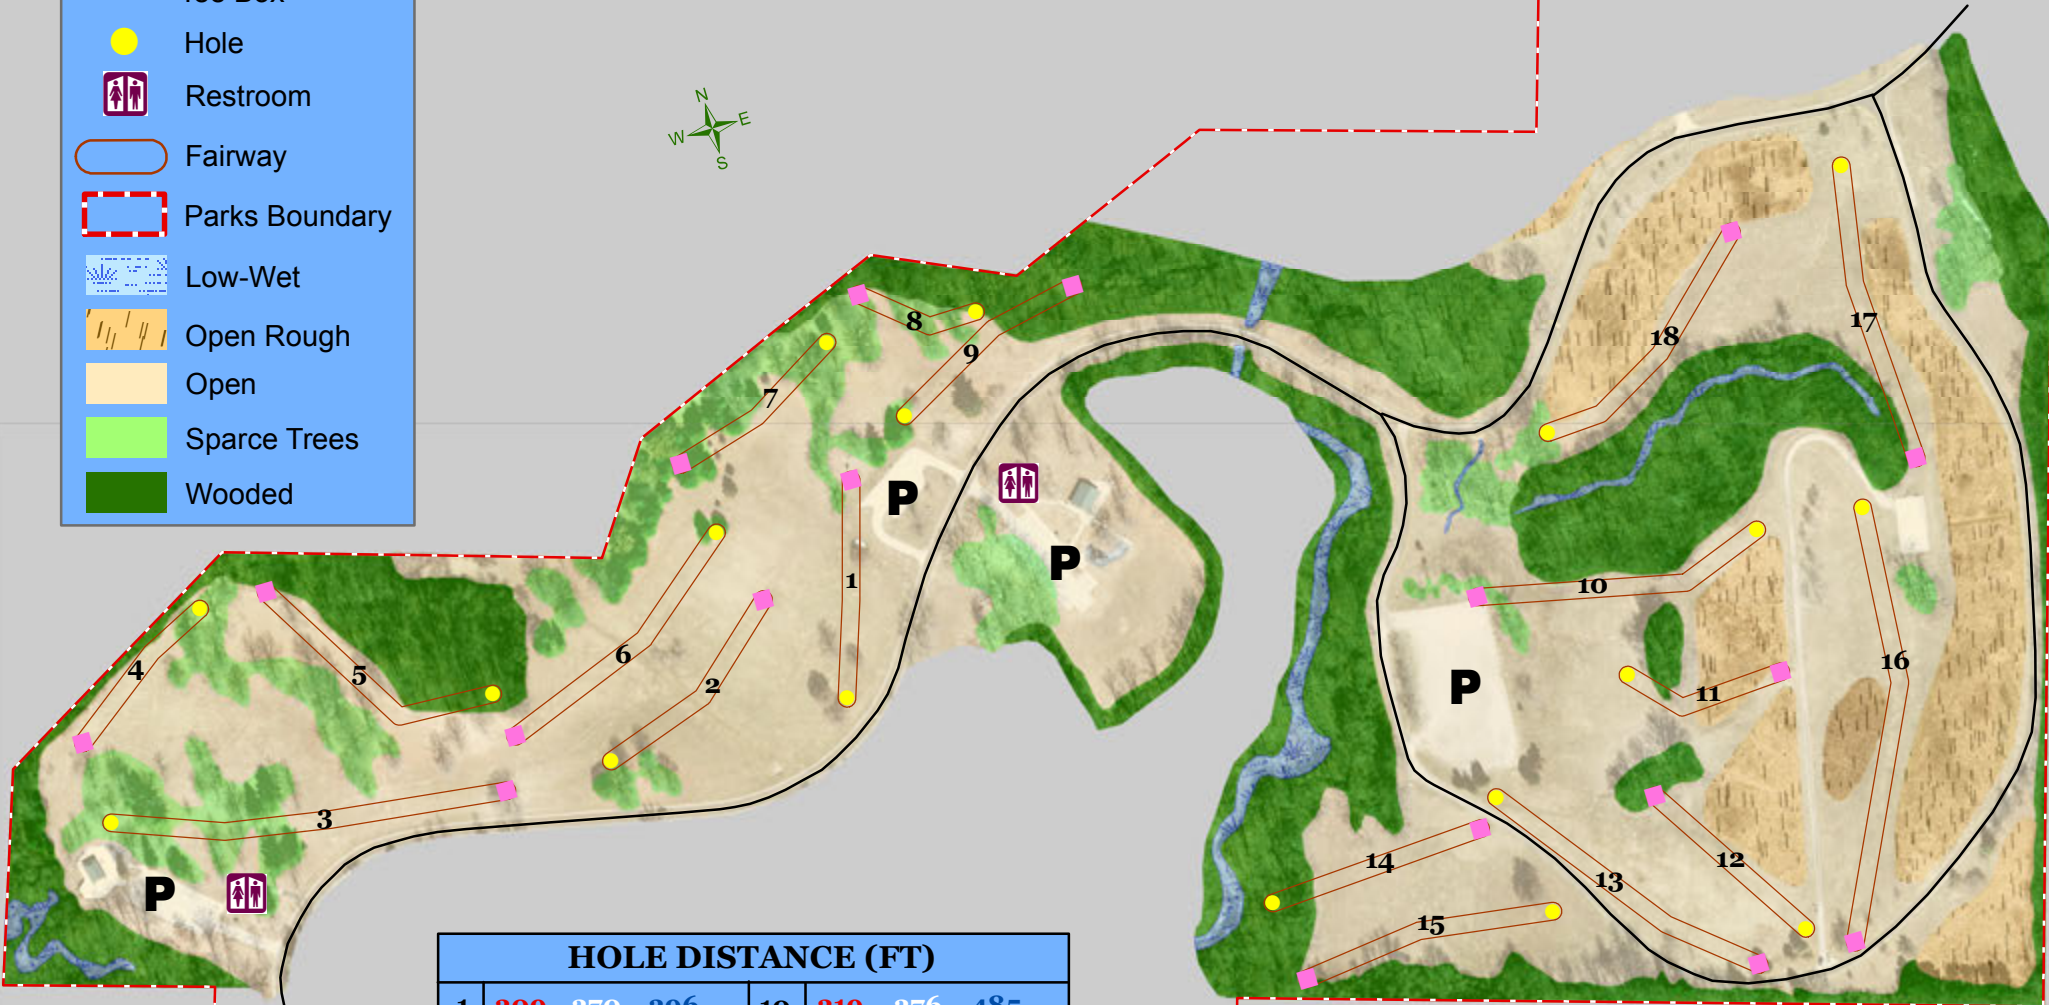 Hole
Restroom
Fairway
Parks Boundary
Low-Wet
Open Rough
Open
Sparce Trees
Wooded
N
W E
S
8
9
7
18
17
P
P
1
10
6
2
4
5
11
16
P
3
12
14
13
15
P
HOLE DISTANCE (FT)